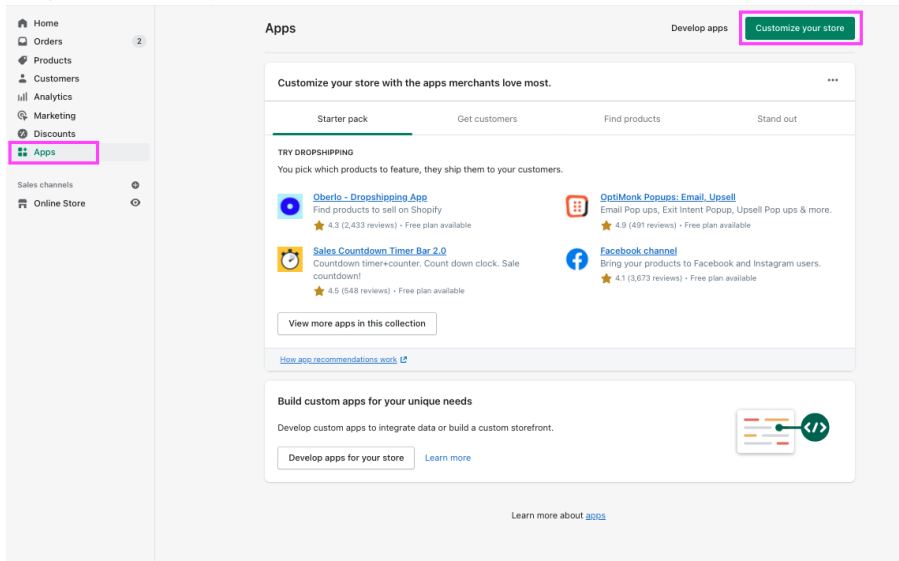 Home
Orders 2
Products
Customers
Analytics
Marketing
Discounts
Apps
Sales channels
Online Store
Apps
Develop apps
Customize your store
Customize your store with the apps merchants love most.
Starter pack
Get customers
Find products
Stand out
TRY DROPSHIPPING
You pick which products to feature, they ship them to your customers.
Oberlo - Dropshipping App
Find products to sell on Shopify
4.3 (2,433 reviews) • Free plan available
OptiMonk Popups: Email, Upsell
Email Pop ups, Exit Intent Popup, Upsell Pop ups & more.
4.9 (491 reviews) • Free plan available
Sales Countdown Timer Bar 2.0
Countdown timer+counter. Count down clock. Sale
countdown!
4.5 (548 reviews) • Free plan available
Facebook channel
Bring your products to Facebook and Instagram users.
4.1 (3,673 reviews) • Free plan available
View more apps in this collection
How app recommendations work
Build custom apps for your unique needs
Develop custom apps to integrate data or build a custom storefront.
Develop apps for your store
Learn more
Learn more about apps